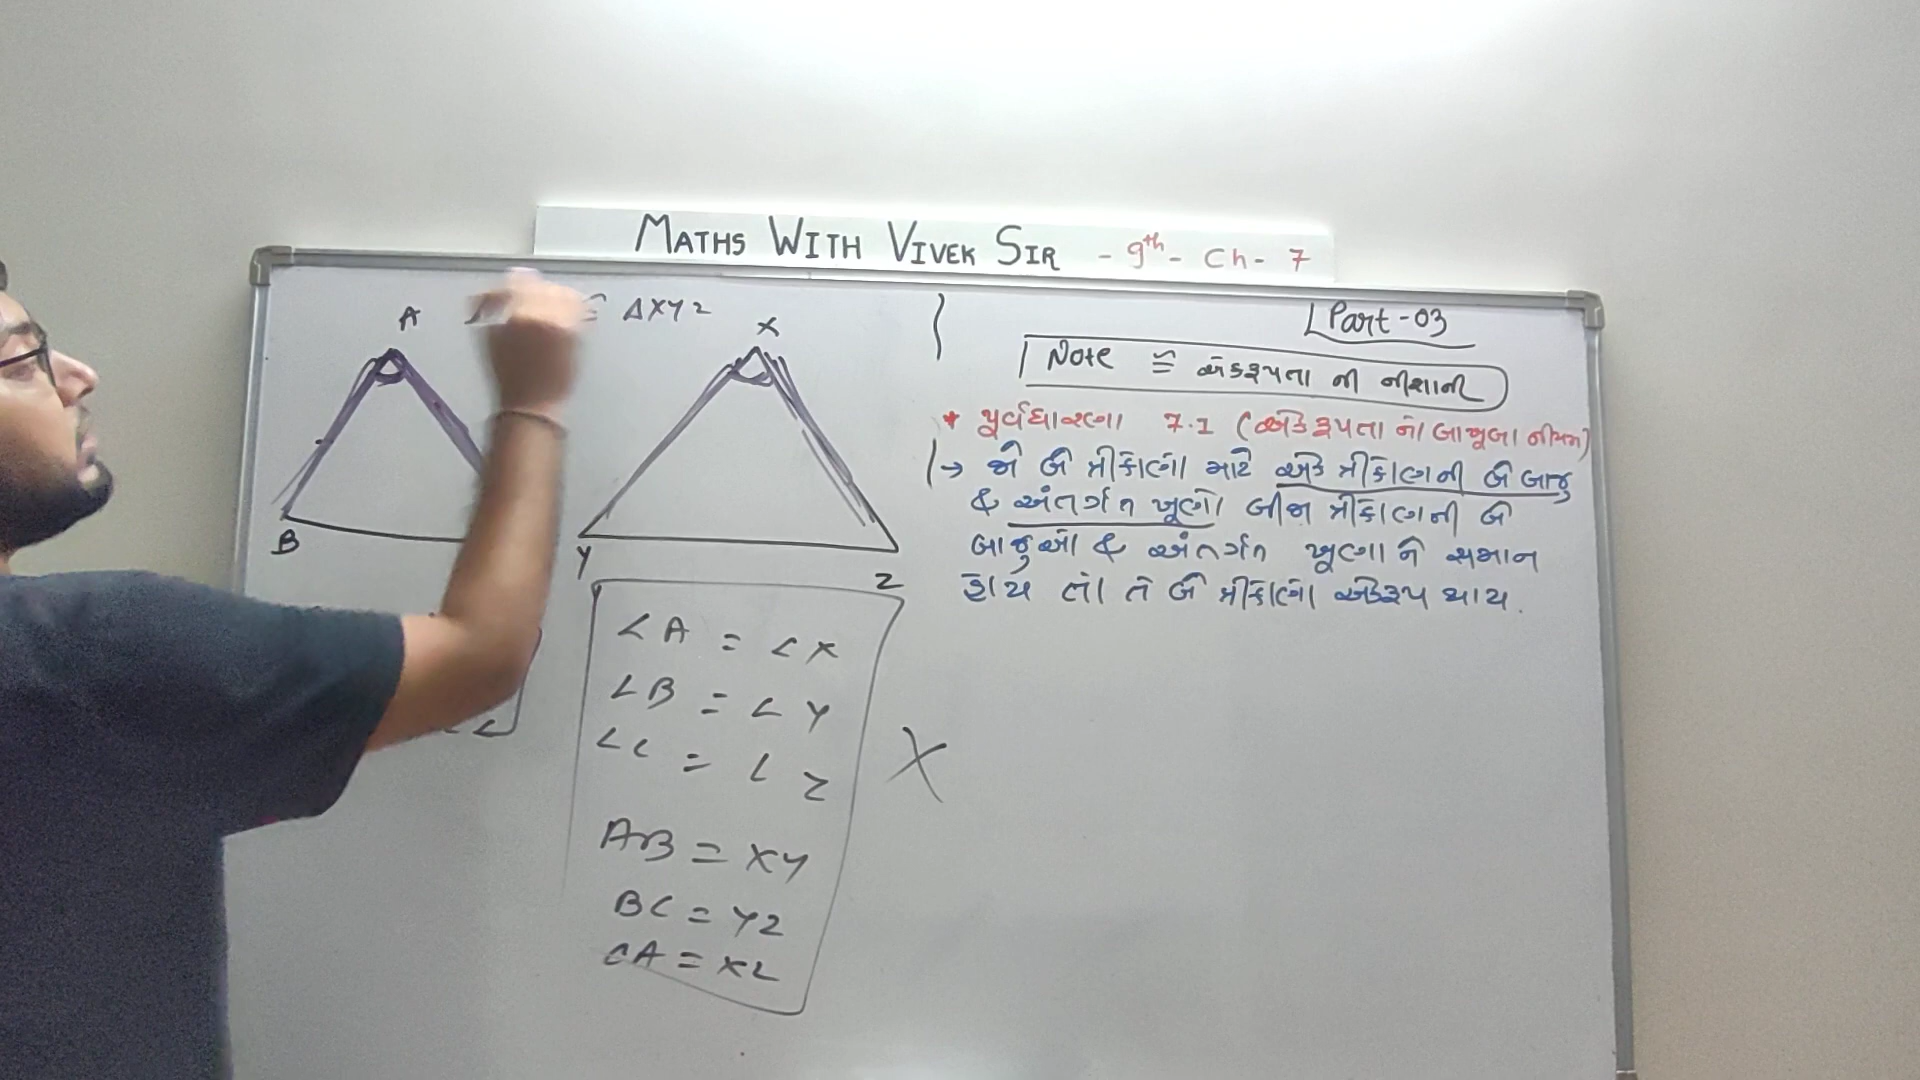 MATHS WITH VIVEK SIR - 9th - Ch - 7
A
≅ ΔXYZ
X
B
Y
Z
∠A = ∠X
∠B = ∠Y
∠C = ∠Z
AB = XY
BC = YZ
CA = XZ
X
Part-03
Note ≅ એકરૂપતા ની નીશાની
* પૂર્વધારણા 7.1 (એકરૂપતા નો બાખૂબા નીયમ)
→ જો બે ત્રીકોણો માટે એક ત્રીકોણની બે બાજુ
& અંતર્ગત ખૂણો બીજા ત્રીકોણની બે
બાજુઓ & અંતર્ગત ખૂણાને સમાન
હોય તો તે બે ત્રીકોણો એકરૂપ થાય.